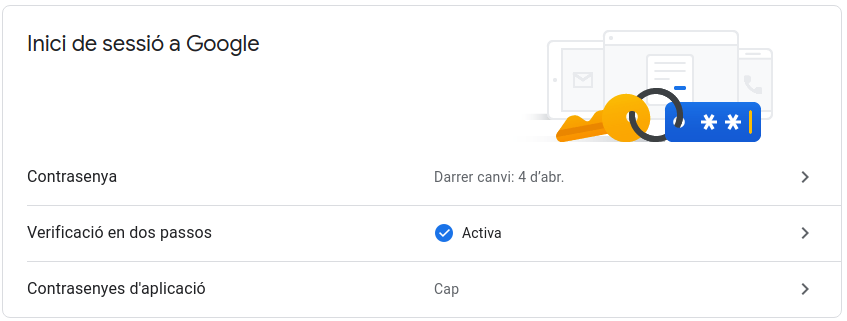 Inici de sessió a Google
**
Contrasenya
Darrer canvi: 4 d’abr.
Verificació en dos passos
Activa
Contrasenyes d'aplicació
Cap